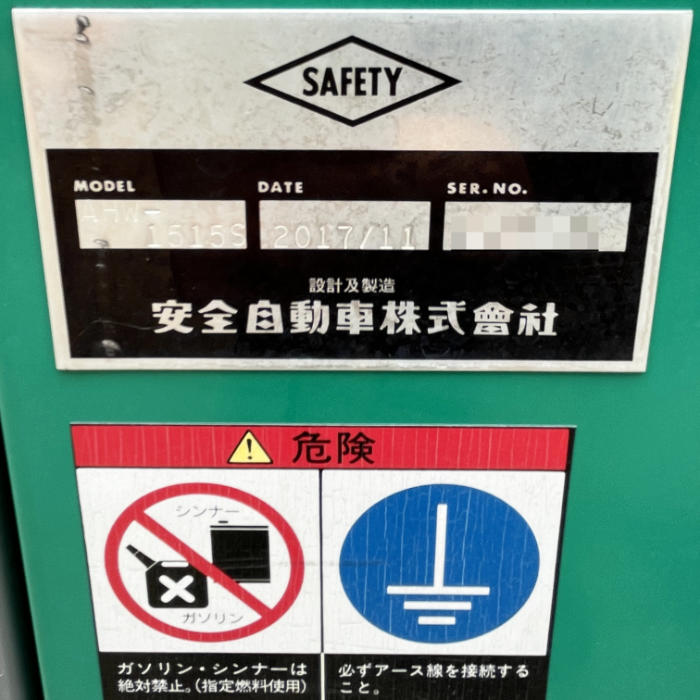 SAFETY
MODEL DATE SER.NO.
AHW-
1515S 2017/11
設計及製造
安全自動車株式會社
危険
シンナー
ガソリン
ガソリン・シンナーは
絶対禁止。(指定燃料使用)
必ずアース線を接続する
こと。